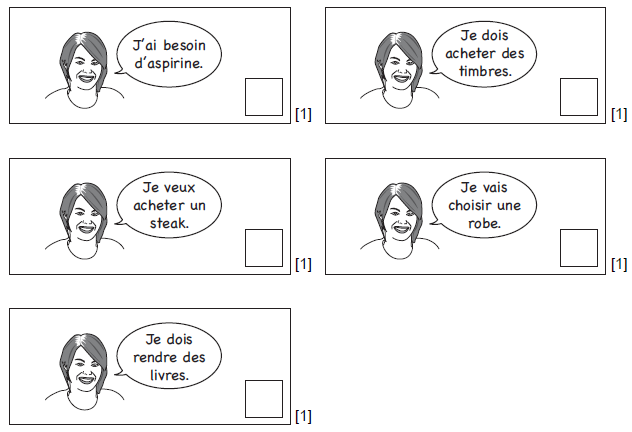 J'ai besoin
d'aspirine.
[1]
Je dois
acheter des
timbres.
[1]
Je veux
acheter un
steak.
[1]
Je vais
choisir une
robe.
[1]
Je dois
rendre des
livres.
[1]